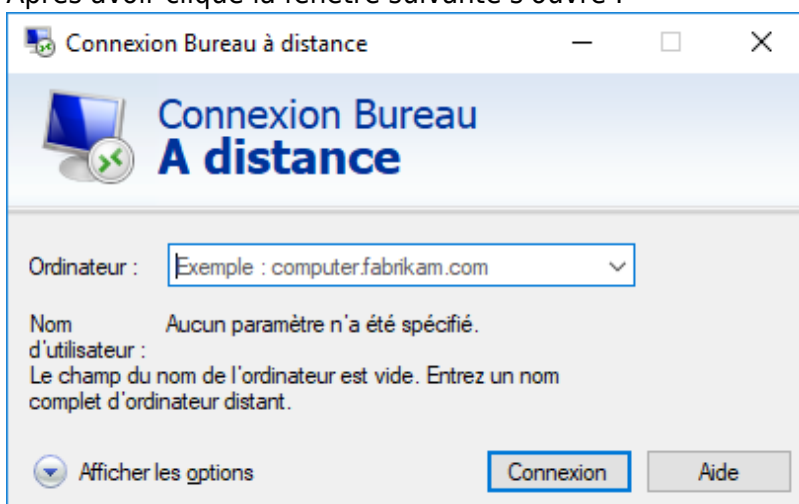 Après avoir cliqué la fenêtre suivante s'ouvre :
Connexion Bureau à distance
Connexion Bureau
A distance
Ordinateur :
Exemple : computer.fabrikam.com
Nom
d'utilisateur :
Aucun paramètre n'a été spécifié.
Le champ du nom de l'ordinateur est vide. Entrez un nom
complet d'ordinateur distant.
Afficher les options
Connexion
Aide